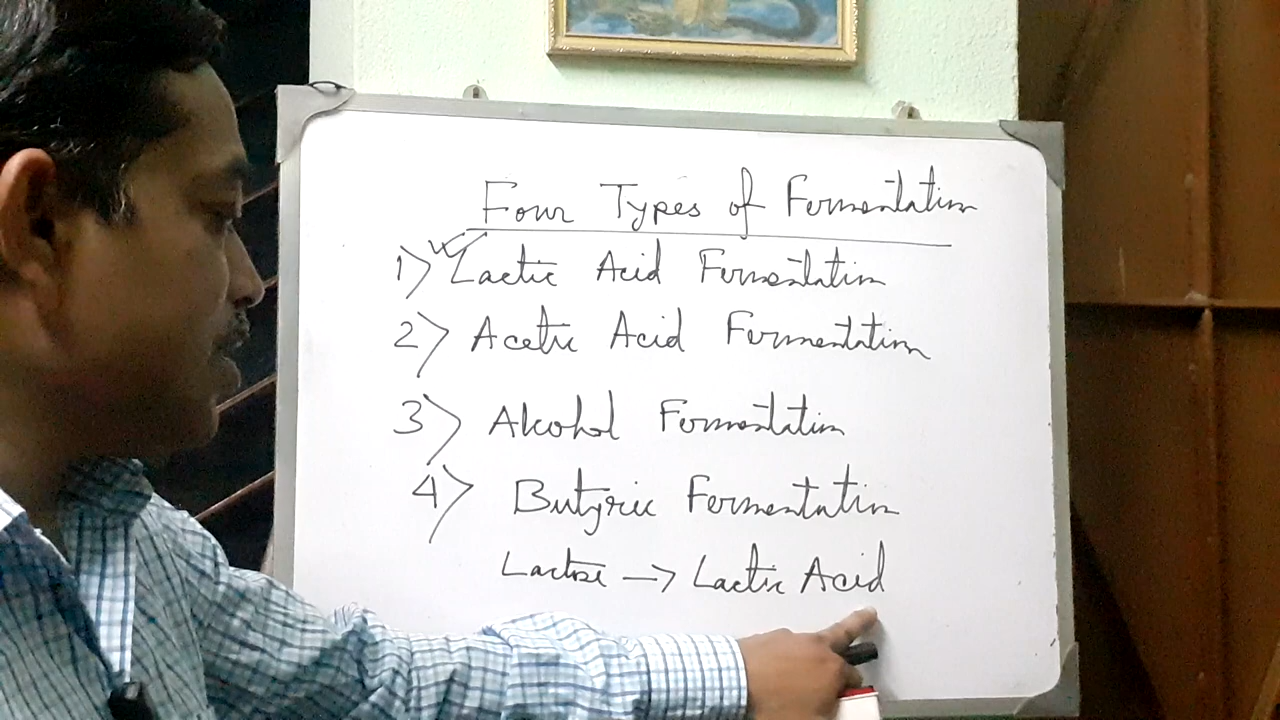 Four Types of Fermentation
1) Lactic Acid Fermentation
2) Acetic Acid Fermentation
3) Alcohol Fermentation
4) Butyric Fermentation
Lactose → Lactic Acid